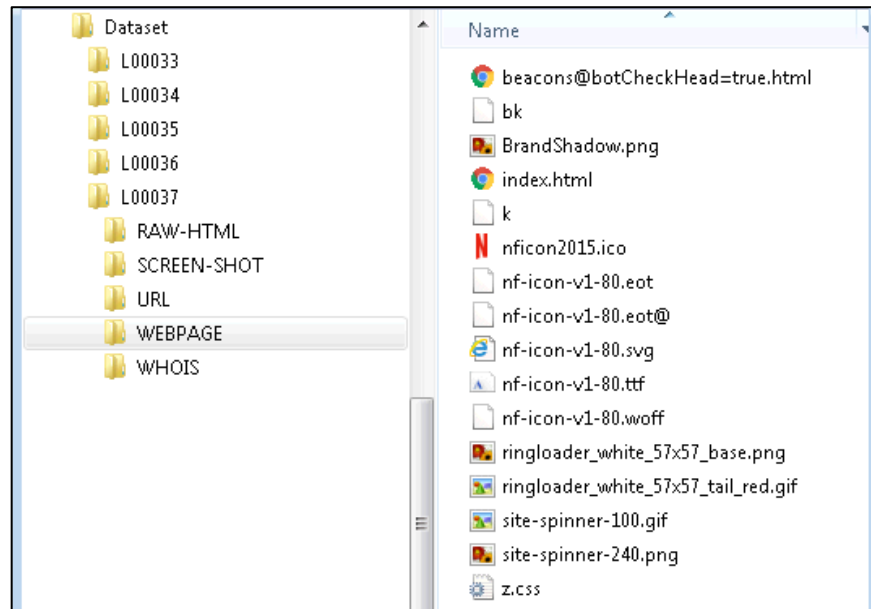 Dataset
L00033
L00034
L00035
L00036
L00037
RAW-HTML
SCREEN-SHOT
URL
WEBPAGE
WHOIS
Name
beacons@botCheckHead=true.html
bk
BrandShadow.png
index.html
k
nficon2015.ico
nf-icon-v1-80.eot
nf-icon-v1-80.eot@
nf-icon-v1-80.svg
nf-icon-v1-80.ttf
nf-icon-v1-80.woff
ringloader_white_57x57_base.png
ringloader_white_57x57_tail_red.gif
site-spinner-100.gif
site-spinner-240.png
z.css